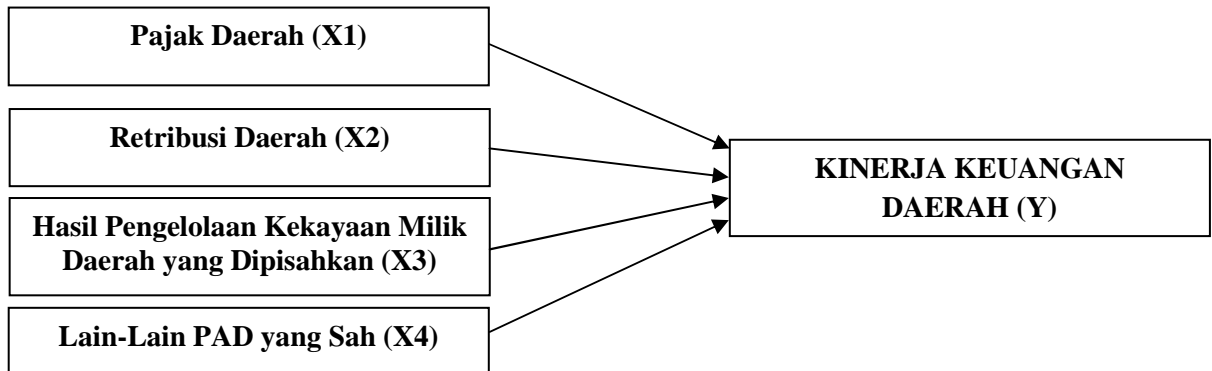 Pajak Daerah (X1)
Retribusi Daerah (X2)
Hasil Pengelolaan Kekayaan Milik
Daerah yang Dipisahkan (X3)
Lain-Lain PAD yang Sah (X4)
KINERJA KEUANGAN
DAERAH (Y)